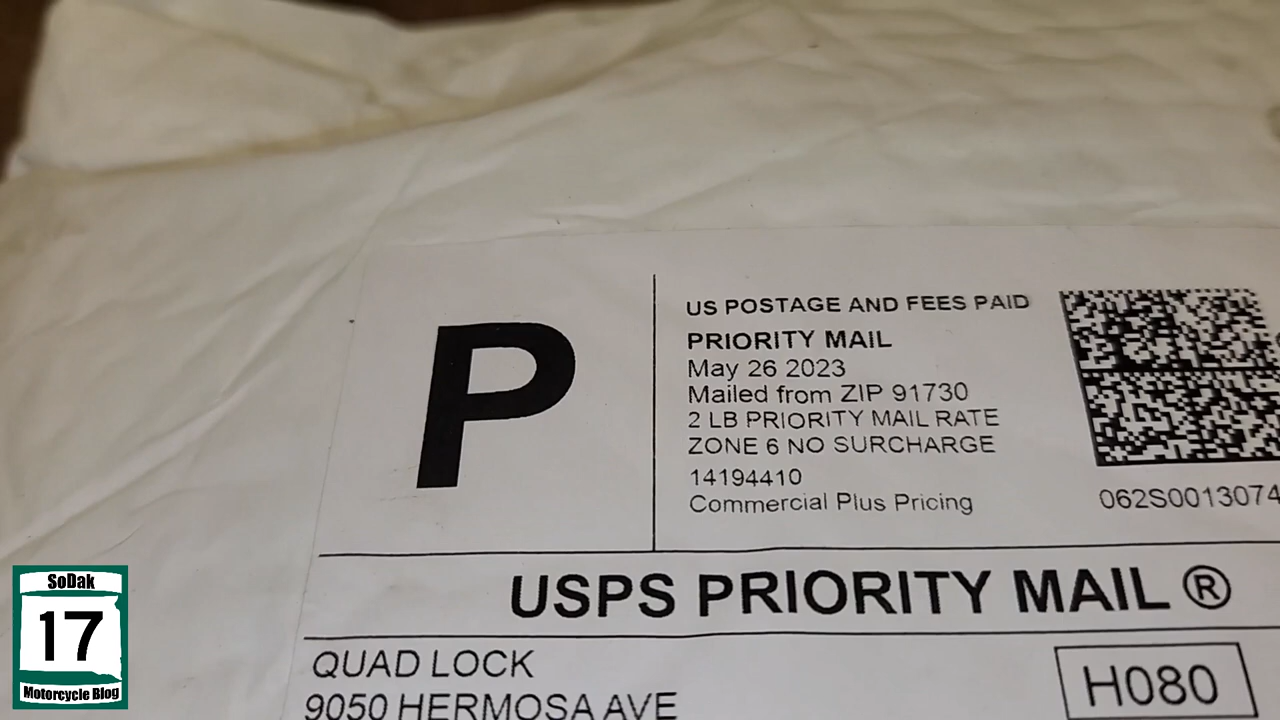 P
US POSTAGE AND FEES PAID
PRIORITY MAIL
May 26 2023
Mailed from ZIP 91730
2 LB PRIORITY MAIL RATE
ZONE 6 NO SURCHARGE
14194410
Commercial Plus Pricing
062S0013074
USPS PRIORITY MAIL ®
QUAD LOCK
9050 HERMOSA AVE
H080
SoDak
17
Motorcycle Blog